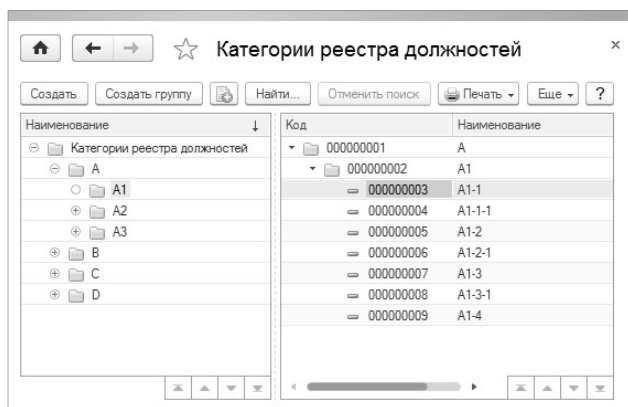 Категории реестра должностей
Создать Создать группу Найти... Отменить поиск Печать Еще ?
Наименование Код Наименование
Категории реестра должностей 000000001 A
A 000000002 A1
A1 000000003 A1-1
A2 000000004 A1-1-1
A3 000000005 A1-2
B 000000006 A1-2-1
C 000000007 A1-3
D 000000008 A1-3-1
000000009 A1-4